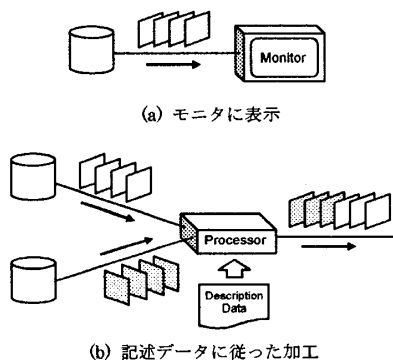 Monitor
(a) モニタに表示
Processor
Description
Data
(b) 記述データに従った加工